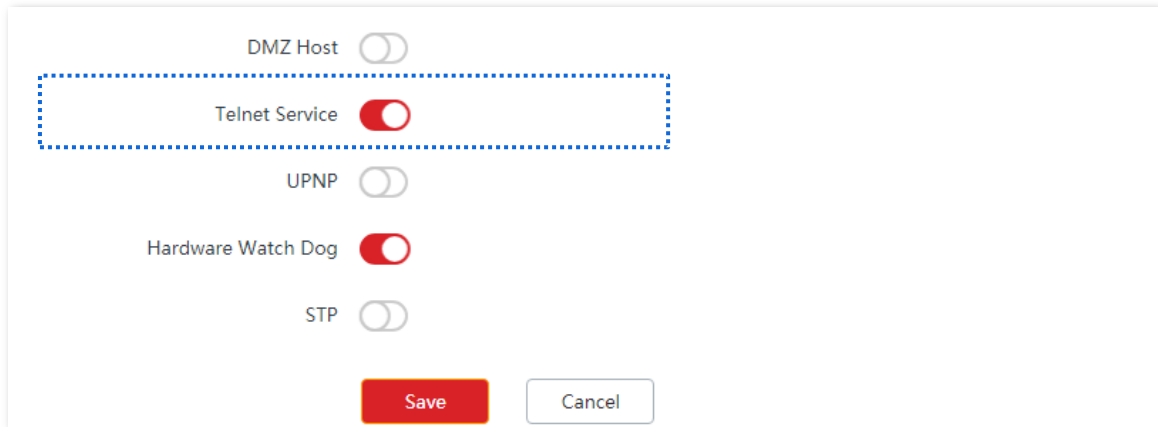 DMZ Host
Telnet Service
UPNP
Hardware Watch Dog
STP
Save Cancel